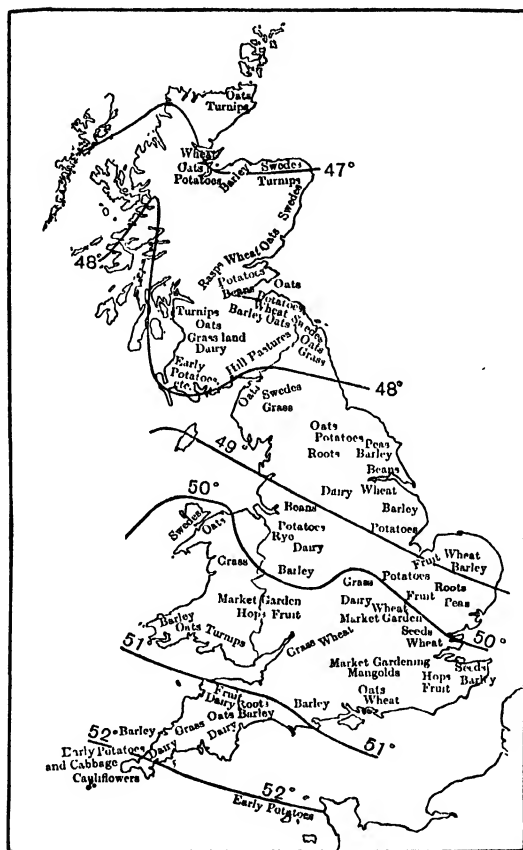 Oats
Turnips
Wheat
Oats
Potatoes
Barley
Swedes
Turnips
47°
Swedes
48°
Rasps Wheat Oats
Potatoes
Beans
Oats
Potatoes
Wheat Swedes
Barley Oats
Oats
Grass
Turnips
Oats
Grass land
Dairy
Hill Pastures
Early
Potatoes,
etc.
48°
Oats
Swedes
Grass
49
Oats
Potatoes
Roots
Peas
Barley
Beans
Dairy Wheat
Barley
Potatoes
50°
Swedes
Oats
Beans
Potatoes
Rye
Dairy
Barley
Grass
Fruit Wheat
Barley
Potatoes
Roots
Grass
Fruit
Peas
Dairy
Wheat
Market Garden
Market Garden
Hops Fruit
Seeds
Wheat
50°
Barley
Oats Turnips
Grass Wheat
Market Gardening
Mangolds
Seeds
Barley
Hops
Fruit
51
Oats
Wheat
Barley
Fruit
Dairy Roots
Oats Barley
Grass
Dairy
Dairy
51°
52°
Barley
Early Potatoes
and Cabbage
Cauliflowers
52°
Early Potatoes